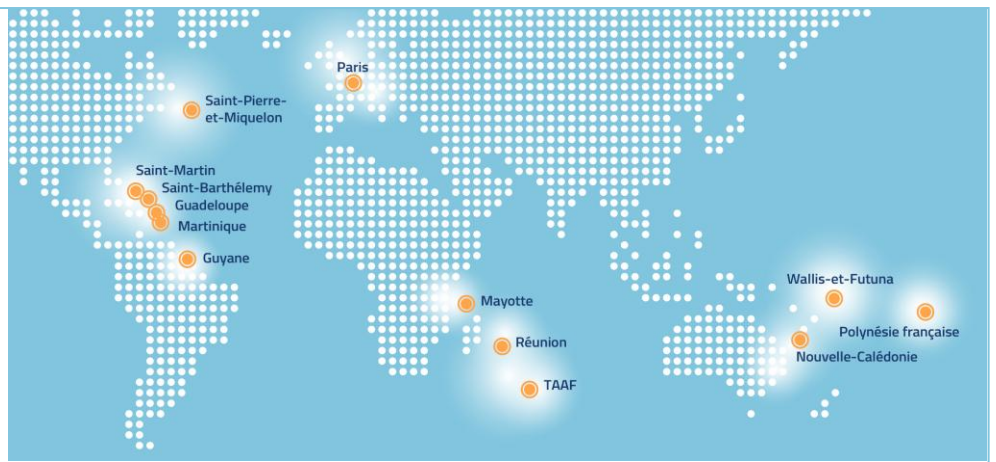 Paris
Saint-Pierre-
et-Miquelon
Saint-Martin
Saint-Barthélemy
Guadeloupe
Martinique
Guyane
Mayotte
Réunion
TAAF
Wallis-et-Futuna
Polynésie française
Nouvelle-Calédonie